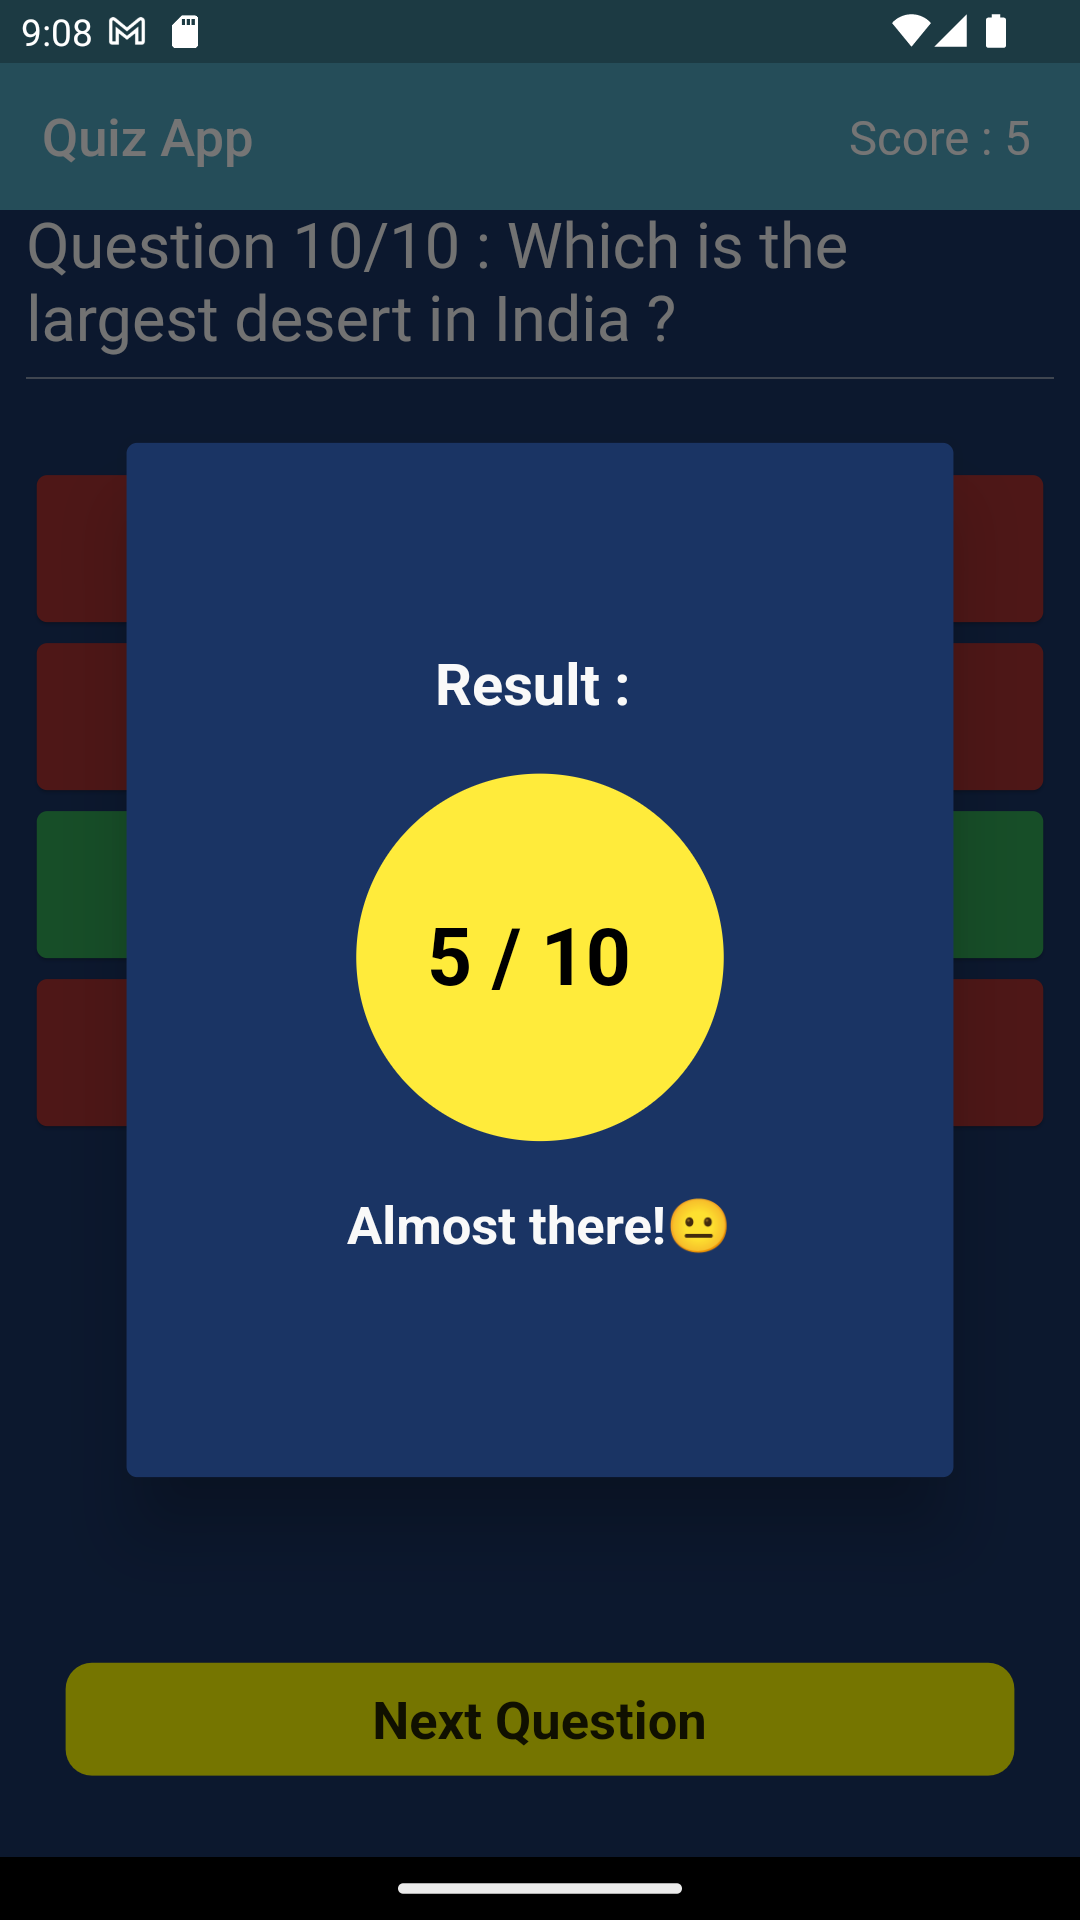 9:08
Quiz App
Score : 5
Question 10/10 : Which is the
largest desert in India ?
Result :
5 / 10
Almost there!😐
Next Question